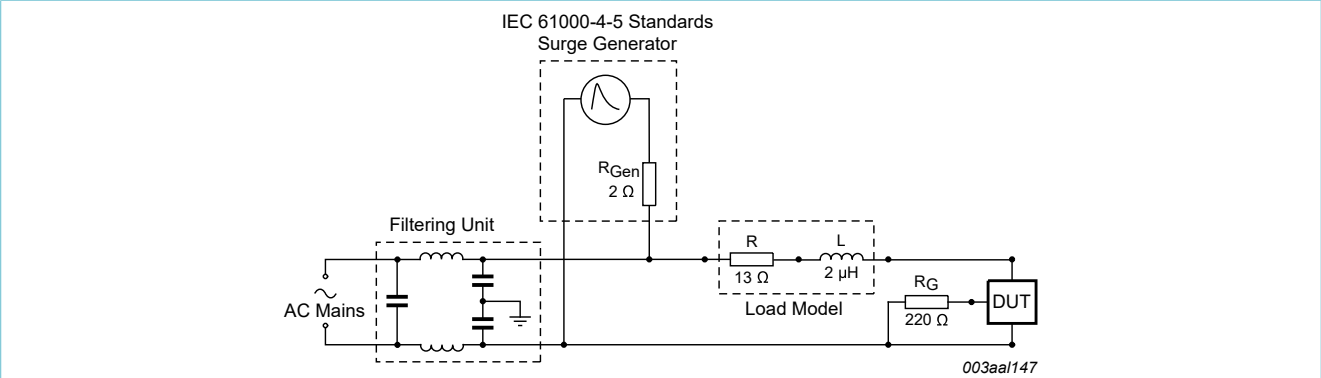 IEC 61000-4-5 Standards
Surge Generator
RGen
2 Ω
Filtering Unit
AC Mains
R
13 Ω
L
2 µH
Load Model
RG
220 Ω
DUT
003aal147